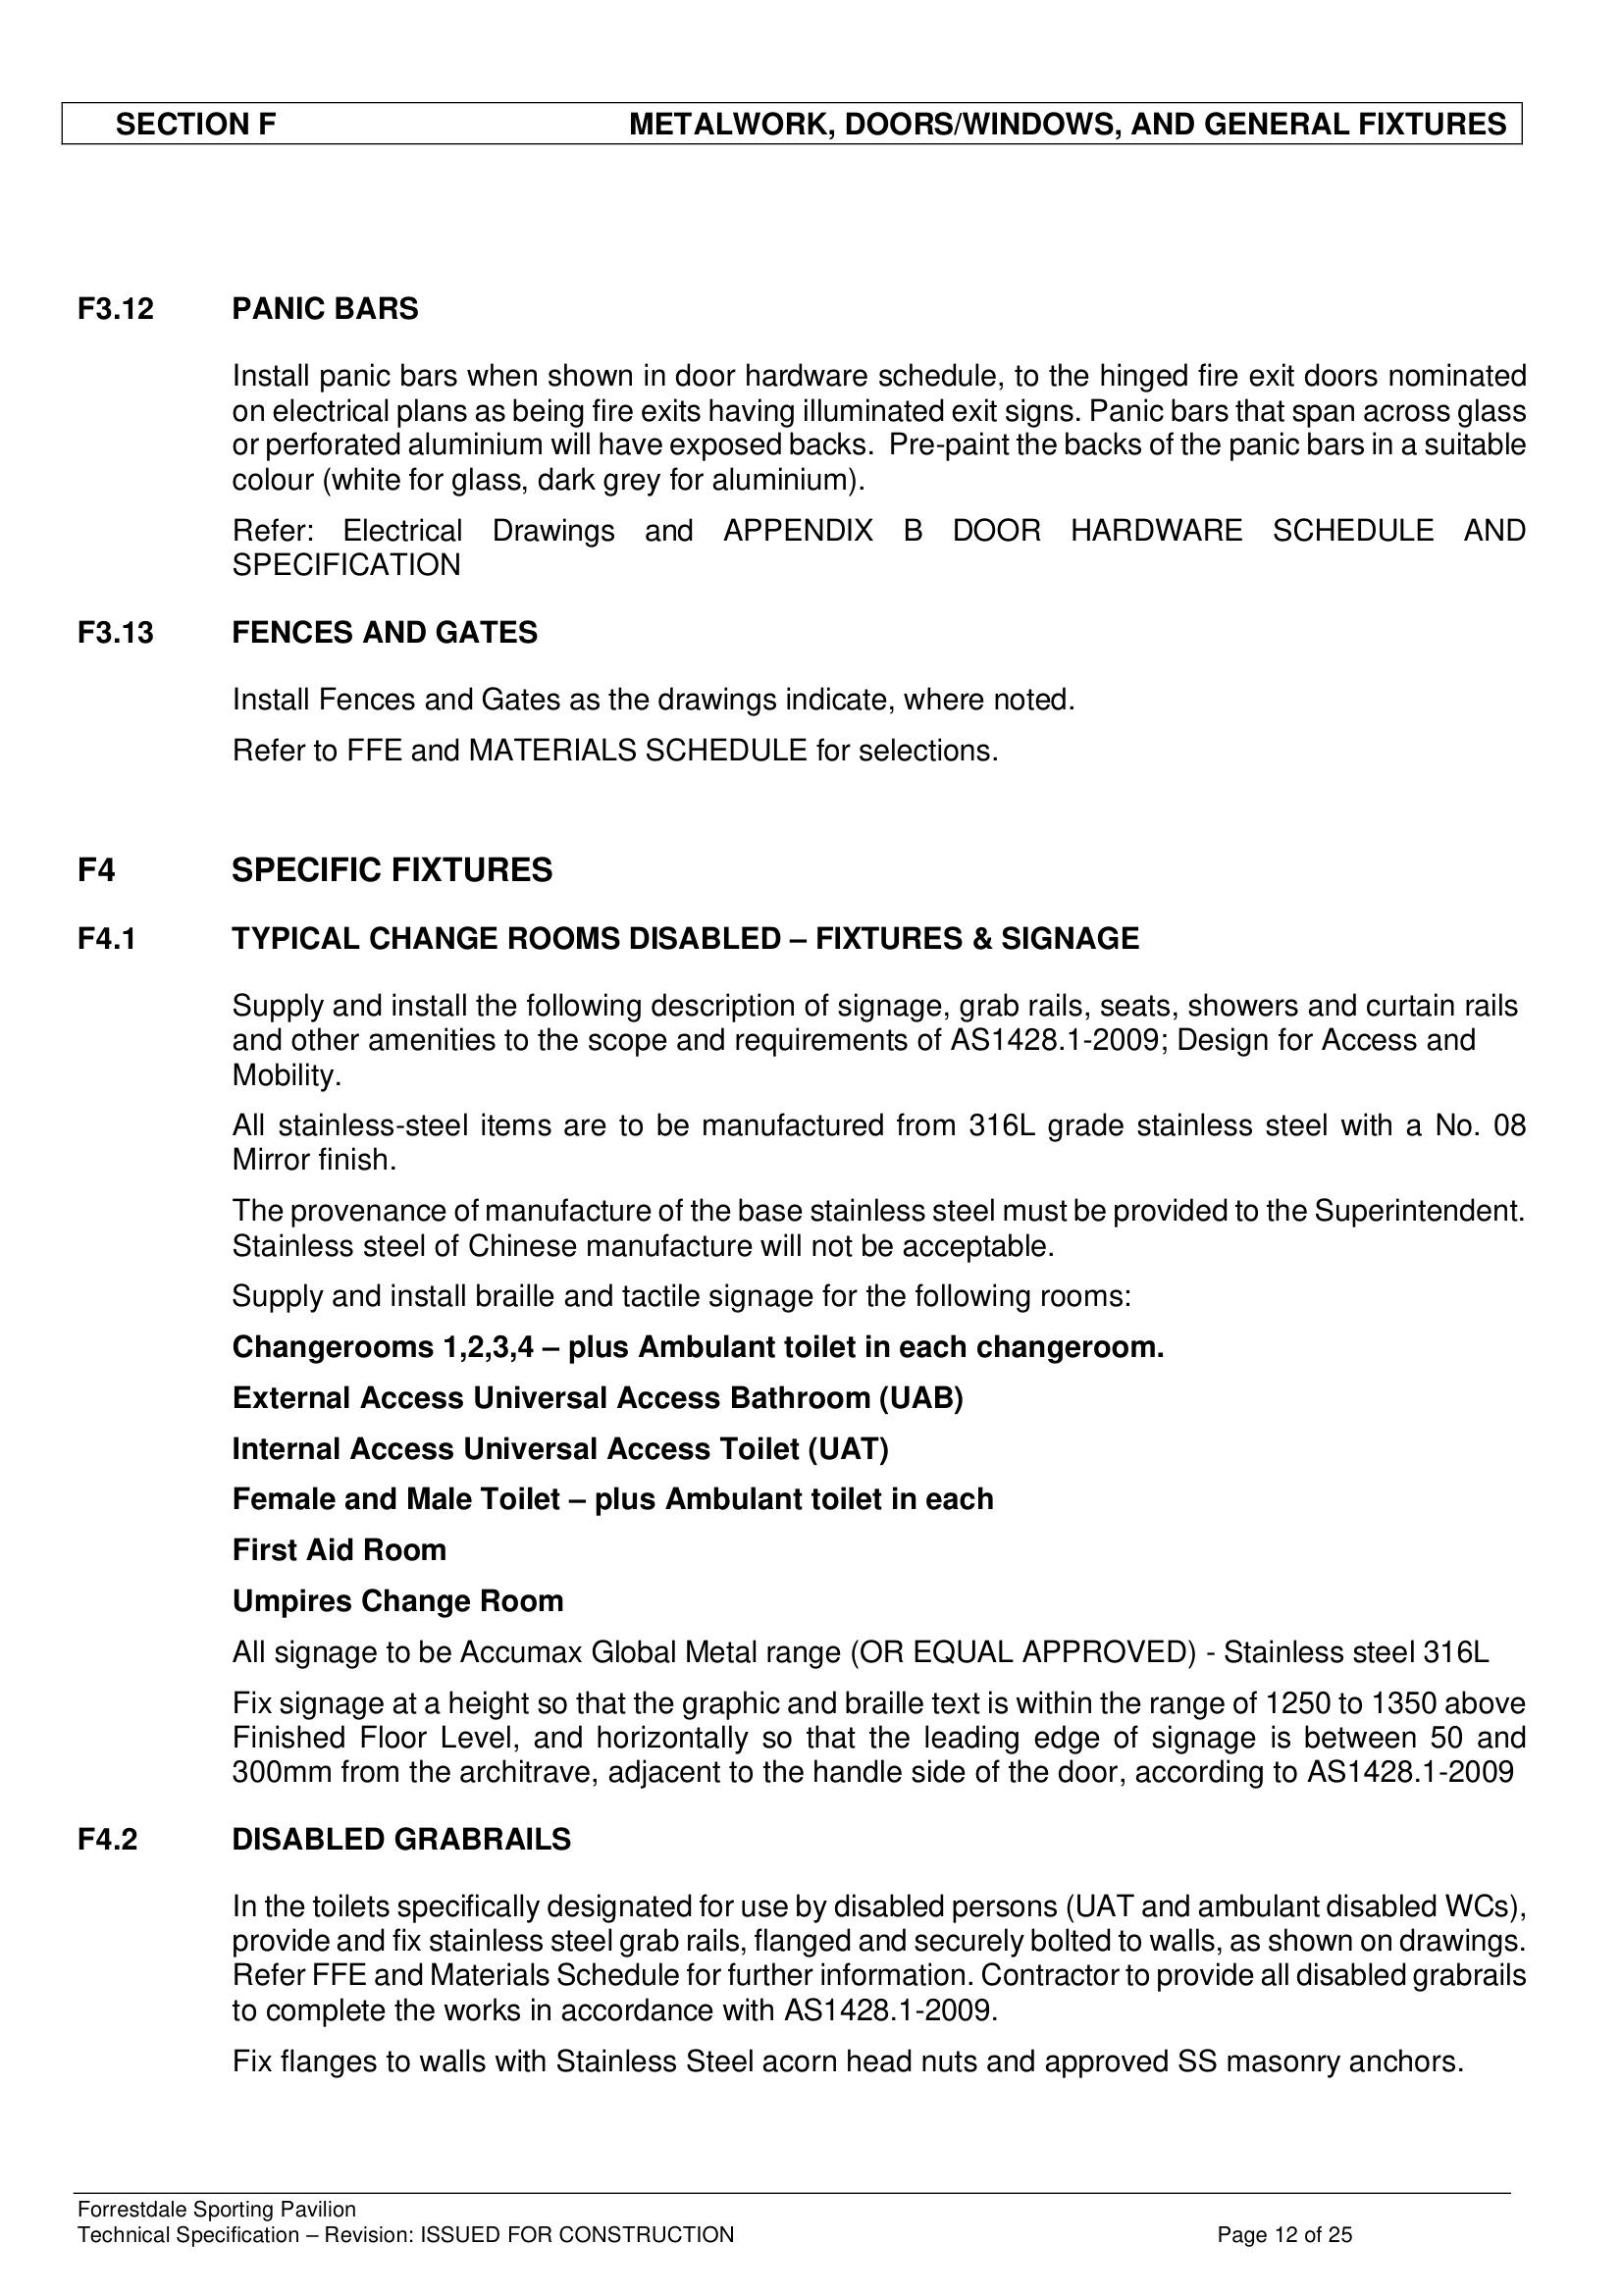 SECTION F METALWORK, DOORS/WINDOWS, AND GENERAL FIXTURES
F3.12 PANIC BARS
Install panic bars when shown in door hardware schedule, to the hinged fire exit doors nominated
on electrical plans as being fire exits having illuminated exit signs. Panic bars that span across glass
or perforated aluminium will have exposed backs. Pre-paint the backs of the panic bars in a suitable
colour (white for glass, dark grey for aluminium).
Refer: Electrical Drawings and APPENDIX B DOOR HARDWARE SCHEDULE AND
SPECIFICATION
F3.13 FENCES AND GATES
Install Fences and Gates as the drawings indicate, where noted.
Refer to FFE and MATERIALS SCHEDULE for selections.
F4 SPECIFIC FIXTURES
F4.1 TYPICAL CHANGE ROOMS DISABLED – FIXTURES & SIGNAGE
Supply and install the following description of signage, grab rails, seats, showers and curtain rails
and other amenities to the scope and requirements of AS1428.1-2009; Design for Access and
Mobility.
All stainless-steel items are to be manufactured from 316L grade stainless steel with a No. 08
Mirror finish.
The provenance of manufacture of the base stainless steel must be provided to the Superintendent.
Stainless steel of Chinese manufacture will not be acceptable.
Supply and install braille and tactile signage for the following rooms:
Changerooms 1,2,3,4 – plus Ambulant toilet in each changeroom.
External Access Universal Access Bathroom (UAB)
Internal Access Universal Access Toilet (UAT)
Female and Male Toilet – plus Ambulant toilet in each
First Aid Room
Umpires Change Room
All signage to be Accumax Global Metal range (OR EQUAL APPROVED) - Stainless steel 316L
Fix signage at a height so that the graphic and braille text is within the range of 1250 to 1350 above
Finished Floor Level, and horizontally so that the leading edge of signage is between 50 and
300mm from the architrave, adjacent to the handle side of the door, according to AS1428.1-2009
F4.2 DISABLED GRABRAILS
In the toilets specifically designated for use by disabled persons (UAT and ambulant disabled WCs),
provide and fix stainless steel grab rails, flanged and securely bolted to walls, as shown on drawings.
Refer FFE and Materials Schedule for further information. Contractor to provide all disabled grabrails
to complete the works in accordance with AS1428.1-2009.
Fix flanges to walls with Stainless Steel acorn head nuts and approved SS masonry anchors.
Forrestdale Sporting Pavilion
Technical Specification – Revision: ISSUED FOR CONSTRUCTION Page 12 of 25